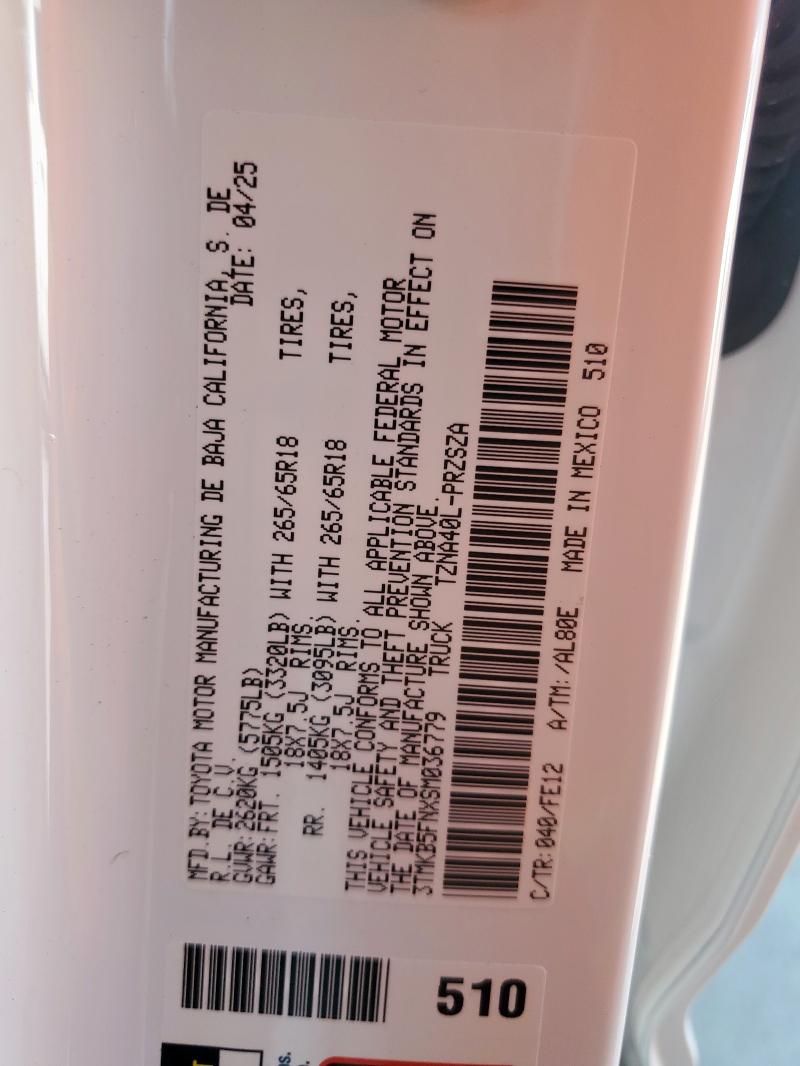 MFD.BY:TOYOTA MOTOR MANUFACTURING DE BAJA CALIFORNIA, S. DE
R.L. DE C.V. DATE: 04/25
GVWR:2620KG (5775LB)
GAWR:FRT. 1505KG (3320LB) WITH 265/65R18 TIRES,
18X7.5J RIMS.
RR. 1405KG (3095LB) WITH 265/65R18 TIRES,
18X7.5J RIMS.
THIS VEHICLE CONFORMS TO ALL APPLICABLE FEDERAL MOTOR
VEHICLE SAFETY AND THEFT PREVENTION STANDARDS IN EFFECT ON
THE DATE OF MANUFACTURE SHOWN ABOVE.
3TMKB5FNXSM036779 TRUCK TZNA40L-PRZSZA
C/TR:040/FE12 A/TM:/AL80E MADE IN MEXICO 510
510